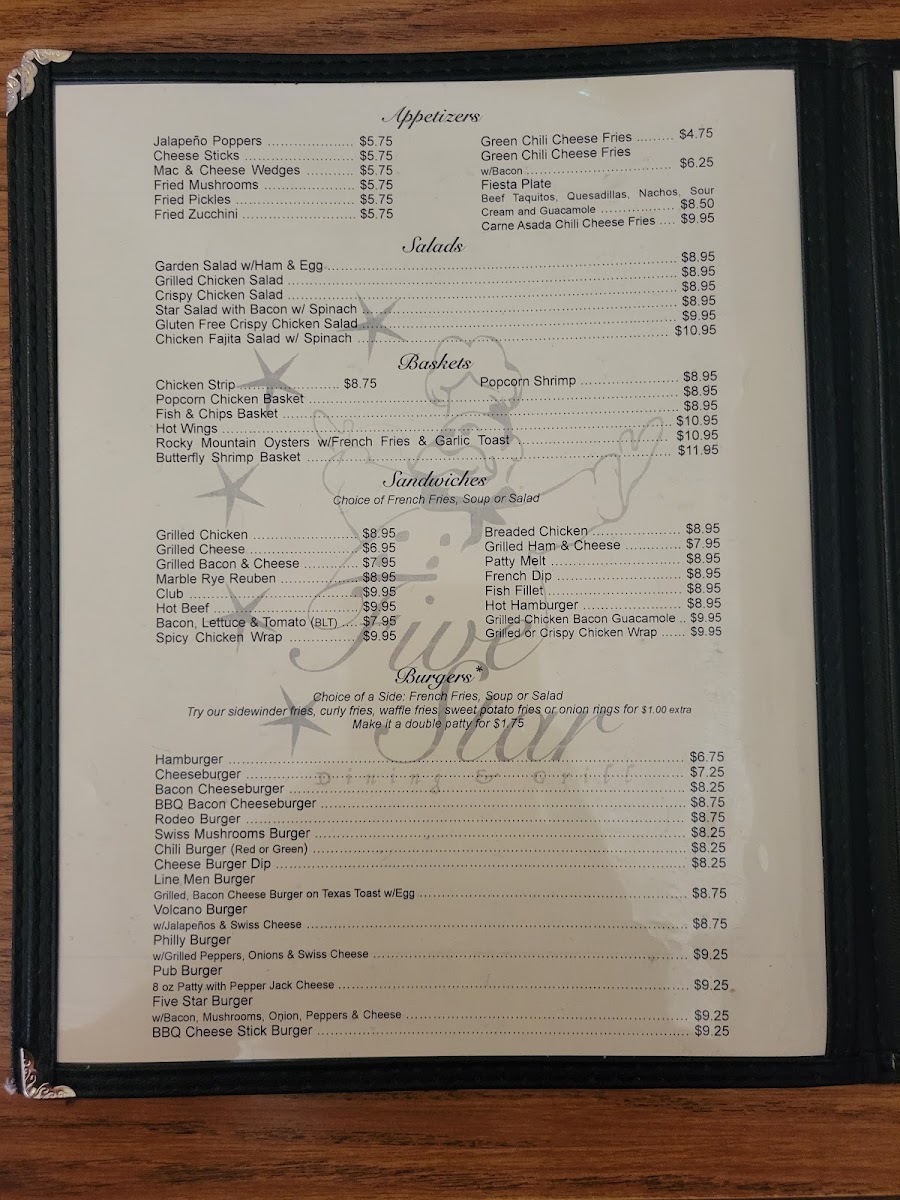 Appetizers
Jalapeño Poppers ........................ $5.75
Cheese Sticks ........................ $5.75
Mac & Cheese Wedges ............ $5.75
Fried Mushrooms ........................ $5.75
Fried Pickles ........................ $5.75
Fried Zucchini ........................ $5.75
Green Chili Cheese Fries ......... $4.75
Green Chili Cheese Fries
w/Bacon ........................ $6.25
Fiesta Plate
Beef Taquitos, Quesadillas, Nachos, Sour
Cream and Guacamole .................. $8.50
Carne Asada Chili Cheese Fries .... $9.95
Salads
Garden Salad w/Ham & Egg ........................ $8.95
Grilled Chicken Salad ........................ $8.95
Crispy Chicken Salad ........................ $8.95
Star Salad with Bacon w/ Spinach ........................ $8.95
Gluten Free Crispy Chicken Salad ........................ $9.95
Chicken Fajita Salad w/ Spinach ........................ $10.95
Baskets
Chicken Strip ........................ $8.75
Popcorn Shrimp ........................ $8.95
Popcorn Chicken Basket ........................ $8.95
Fish & Chips Basket ........................ $8.95
Hot Wings ........................ $10.95
Rocky Mountain Oysters w/French Fries & Garlic Toast ........................ $10.95
Butterfly Shrimp Basket ........................ $11.95
Sandwiches
Choice of French Fries, Soup or Salad
Grilled Chicken ........................ $8.95
Grilled Cheese ........................ $6.95
Grilled Bacon & Cheese ............ $7.95
Marble Rye Reuben .................. $8.95
Club ........................ $9.95
Hot Beef ........................ $9.95
Bacon, Lettuce & Tomato (BLT) .... $7.95
Spicy Chicken Wrap .................. $9.95
Breaded Chicken ........................ $8.95
Grilled Ham & Cheese ............ $7.95
Patty Melt ........................ $8.95
French Dip ........................ $8.95
Fish Fillet ........................ $8.95
Hot Hamburger ........................ $8.95
Grilled Chicken Bacon Guacamole .. $9.95
Grilled or Crispy Chicken Wrap ...... $9.95
Five
Star
Dining & Grill
Burgers*
Choice of a Side: French Fries, Soup or Salad
Try our sidewinder fries, curly fries, waffle fries, sweet potato fries or onion rings for $1.00 extra
Make it a double patty for $1.75
Hamburger ........................ $6.75
Cheeseburger ........................ $7.25
Bacon Cheeseburger ........................ $8.25
BBQ Bacon Cheeseburger ........................ $8.75
Rodeo Burger ........................ $8.75
Swiss Mushrooms Burger ........................ $8.25
Chili Burger (Red or Green) ........................ $8.25
Cheese Burger Dip ........................ $8.25
Line Men Burger
Grilled, Bacon Cheese Burger on Texas Toast w/Egg ........................ $8.75
Volcano Burger
w/Jalapeños & Swiss Cheese ........................ $8.75
Philly Burger
w/Grilled Peppers, Onions & Swiss Cheese ........................ $9.25
Pub Burger
8 oz Patty with Pepper Jack Cheese ........................ $9.25
Five Star Burger
w/Bacon, Mushrooms, Onion, Peppers & Cheese ........................ $9.25
BBQ Cheese Stick Burger ........................ $9.25